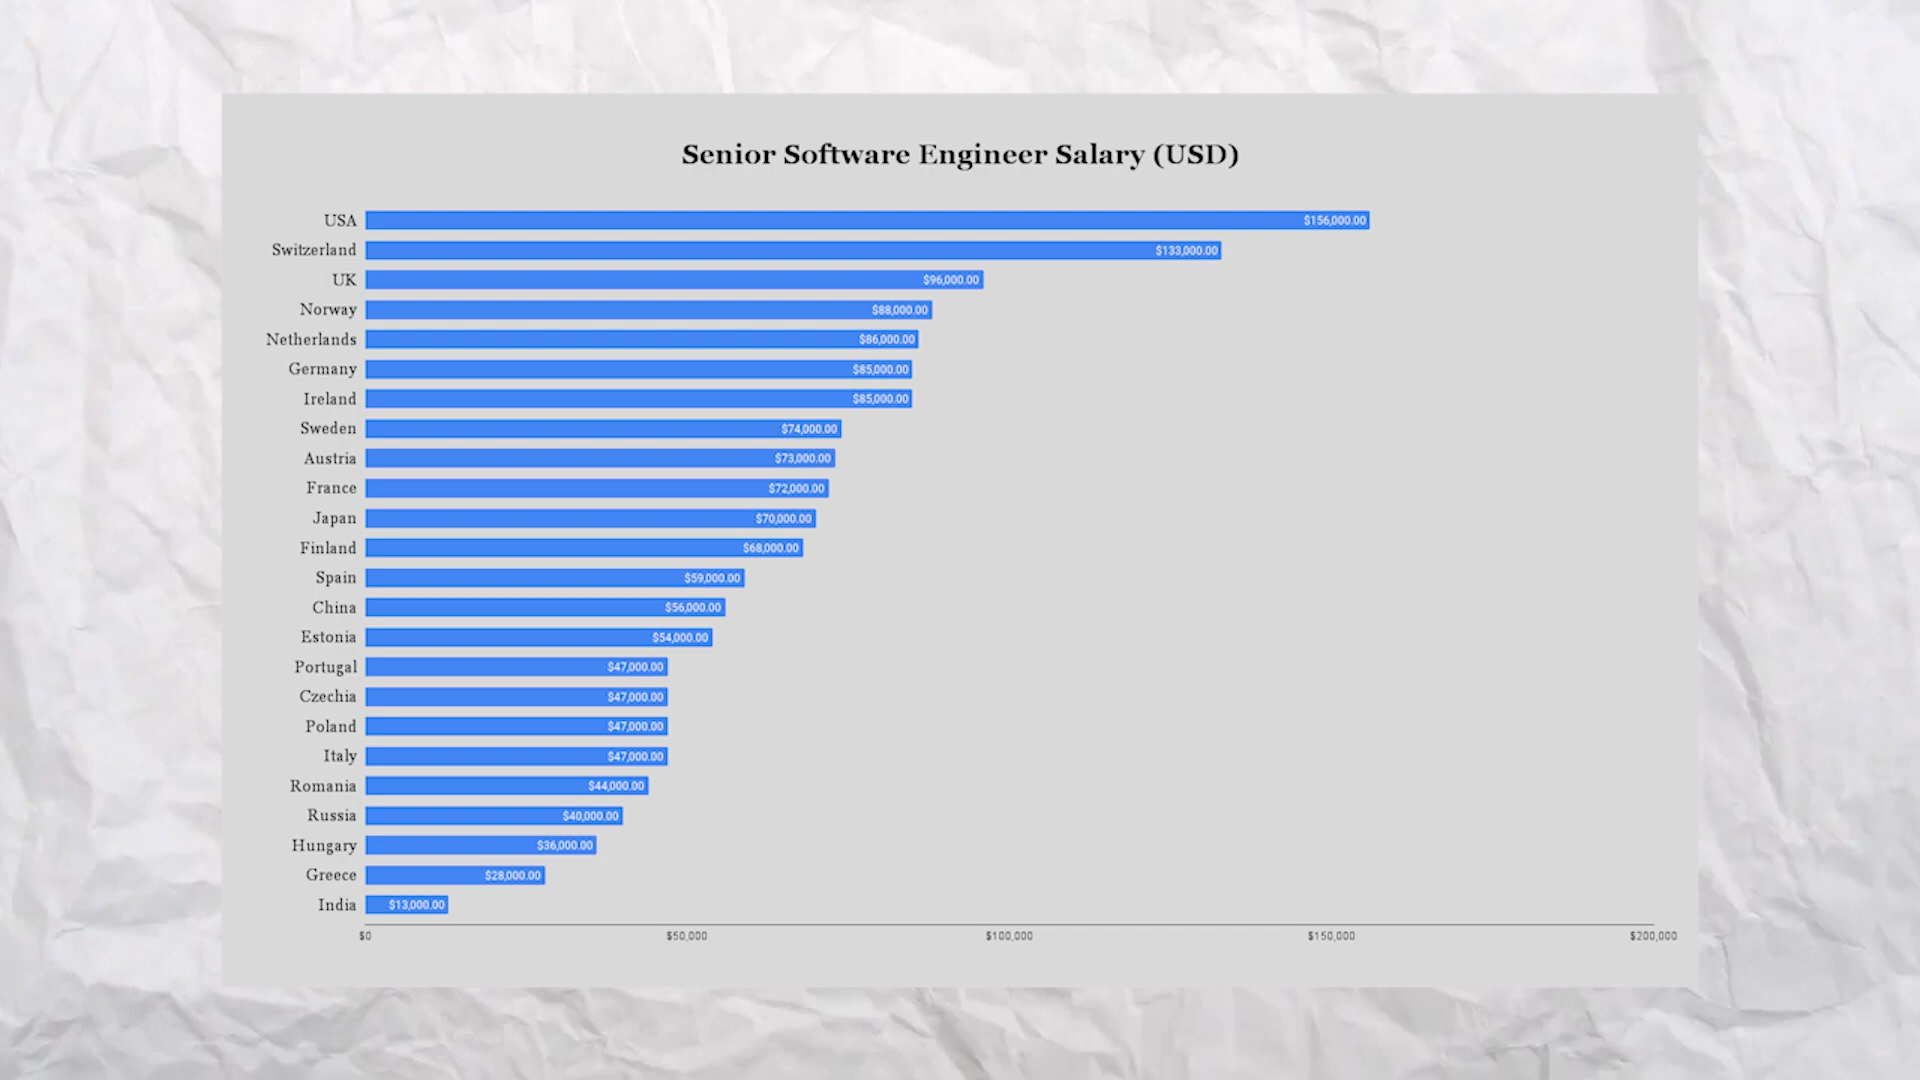 Senior Software Engineer Salary (USD)
USA $156,000.00
Switzerland $133,000.00
UK $96,000.00
Norway $88,000.00
Netherlands $86,000.00
Germany $85,000.00
Ireland $85,000.00
Sweden $74,000.00
Austria $73,000.00
France $72,000.00
Japan $70,000.00
Finland $68,000.00
Spain $59,000.00
China $56,000.00
Estonia $54,000.00
Portugal $47,000.00
Czechia $47,000.00
Poland $47,000.00
Italy $47,000.00
Romania $44,000.00
Russia $40,000.00
Hungary $36,000.00
Greece $28,000.00
India $13,000.00
$0 $50,000 $100,000 $150,000 $200,000